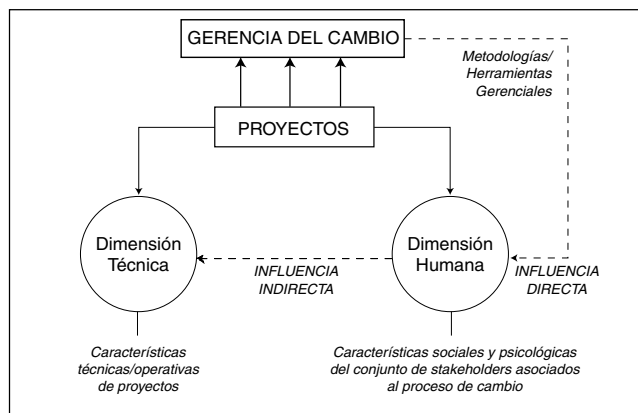 GERENCIA DEL CAMBIO
Metodologías/
Herramientas
Gerenciales
PROYECTOS
Dimensión
Técnica
Dimensión
Humana
INFLUENCIA
INDIRECTA
INFLUENCIA
DIRECTA
Características
técnicas/operativas
de proyectos
Características sociales y psicológicas
del conjunto de stakeholders asociados
al proceso de cambio